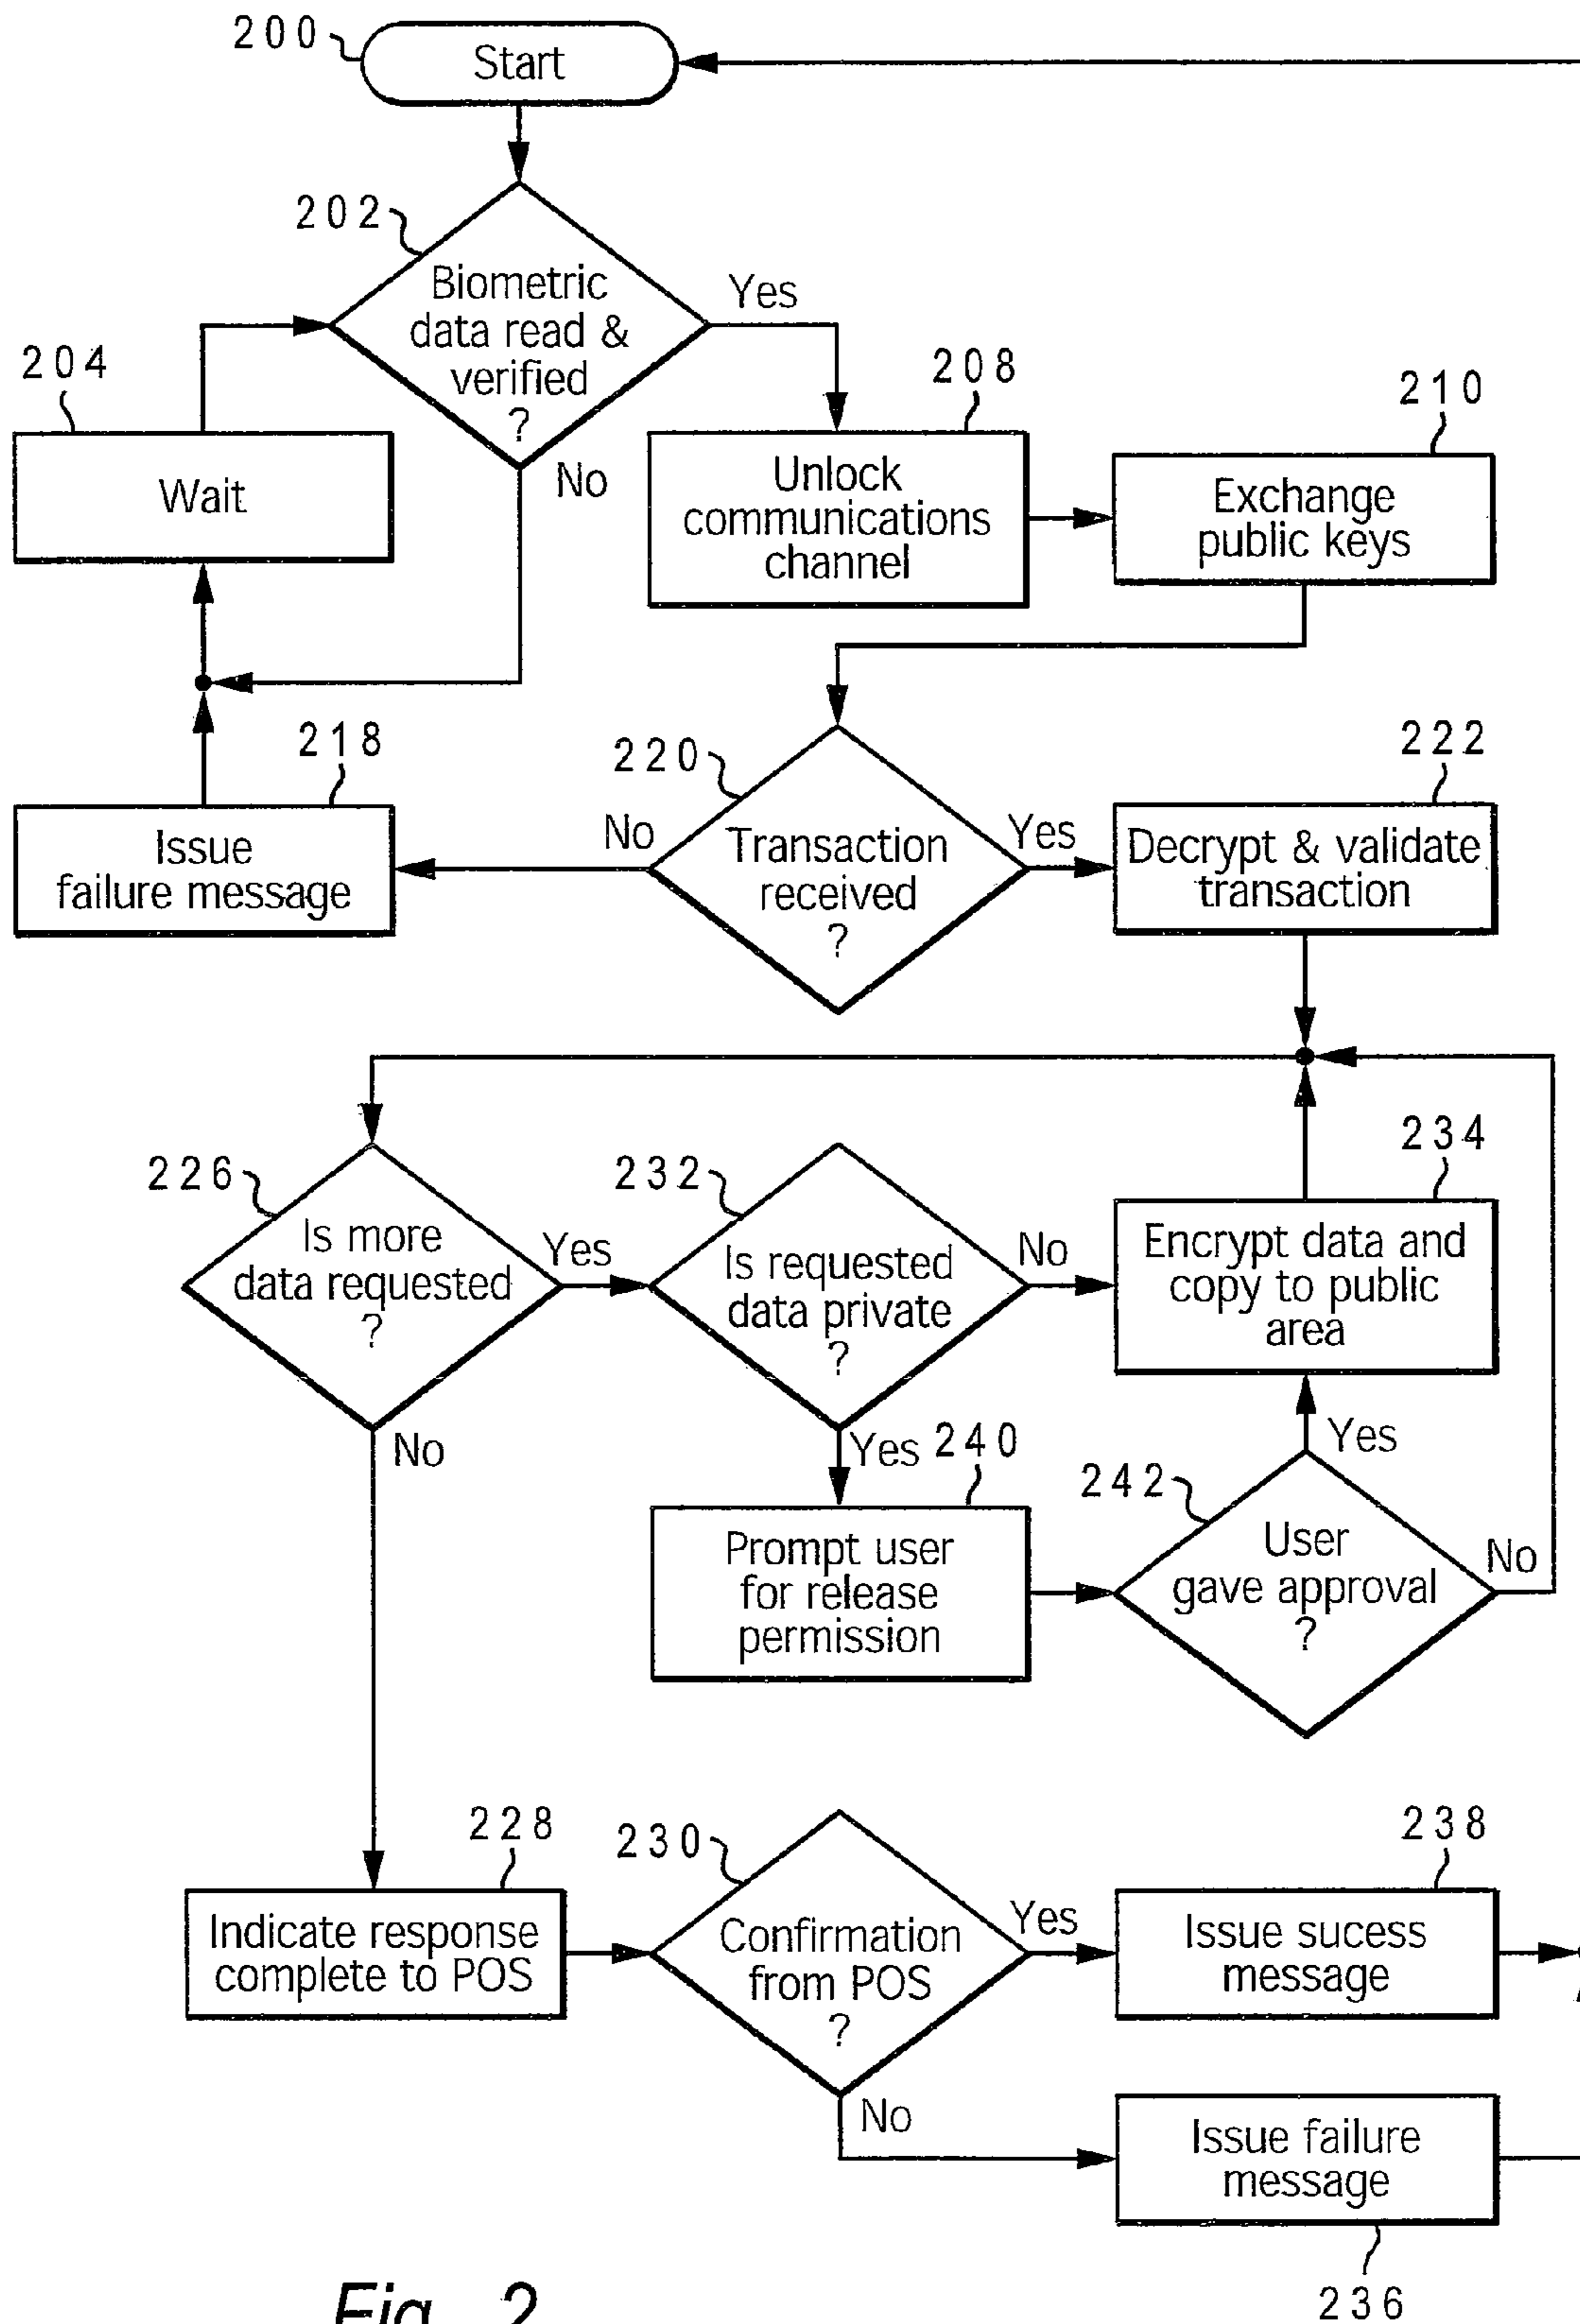 200
Start
202
Biometric
data read &
verified
?
Yes
No
204
Wait
208
Unlock
communications
channel
210
Exchange
public keys
218
Issue
failure message
220
No
Transaction
received
?
Yes
222
Decrypt & validate
transaction
226
Is more
data requested
?
Yes
No
232
Is requested
data private
?
No
Yes
234
Encrypt data and
copy to public
area
240
Prompt user
for release
permission
242
User
gave approval
?
Yes
No
228
Indicate response
complete to POS
230
Confirmation
from POS
?
Yes
No
238
Issue sucess
message
Issue failure
message
236
Fig. 2